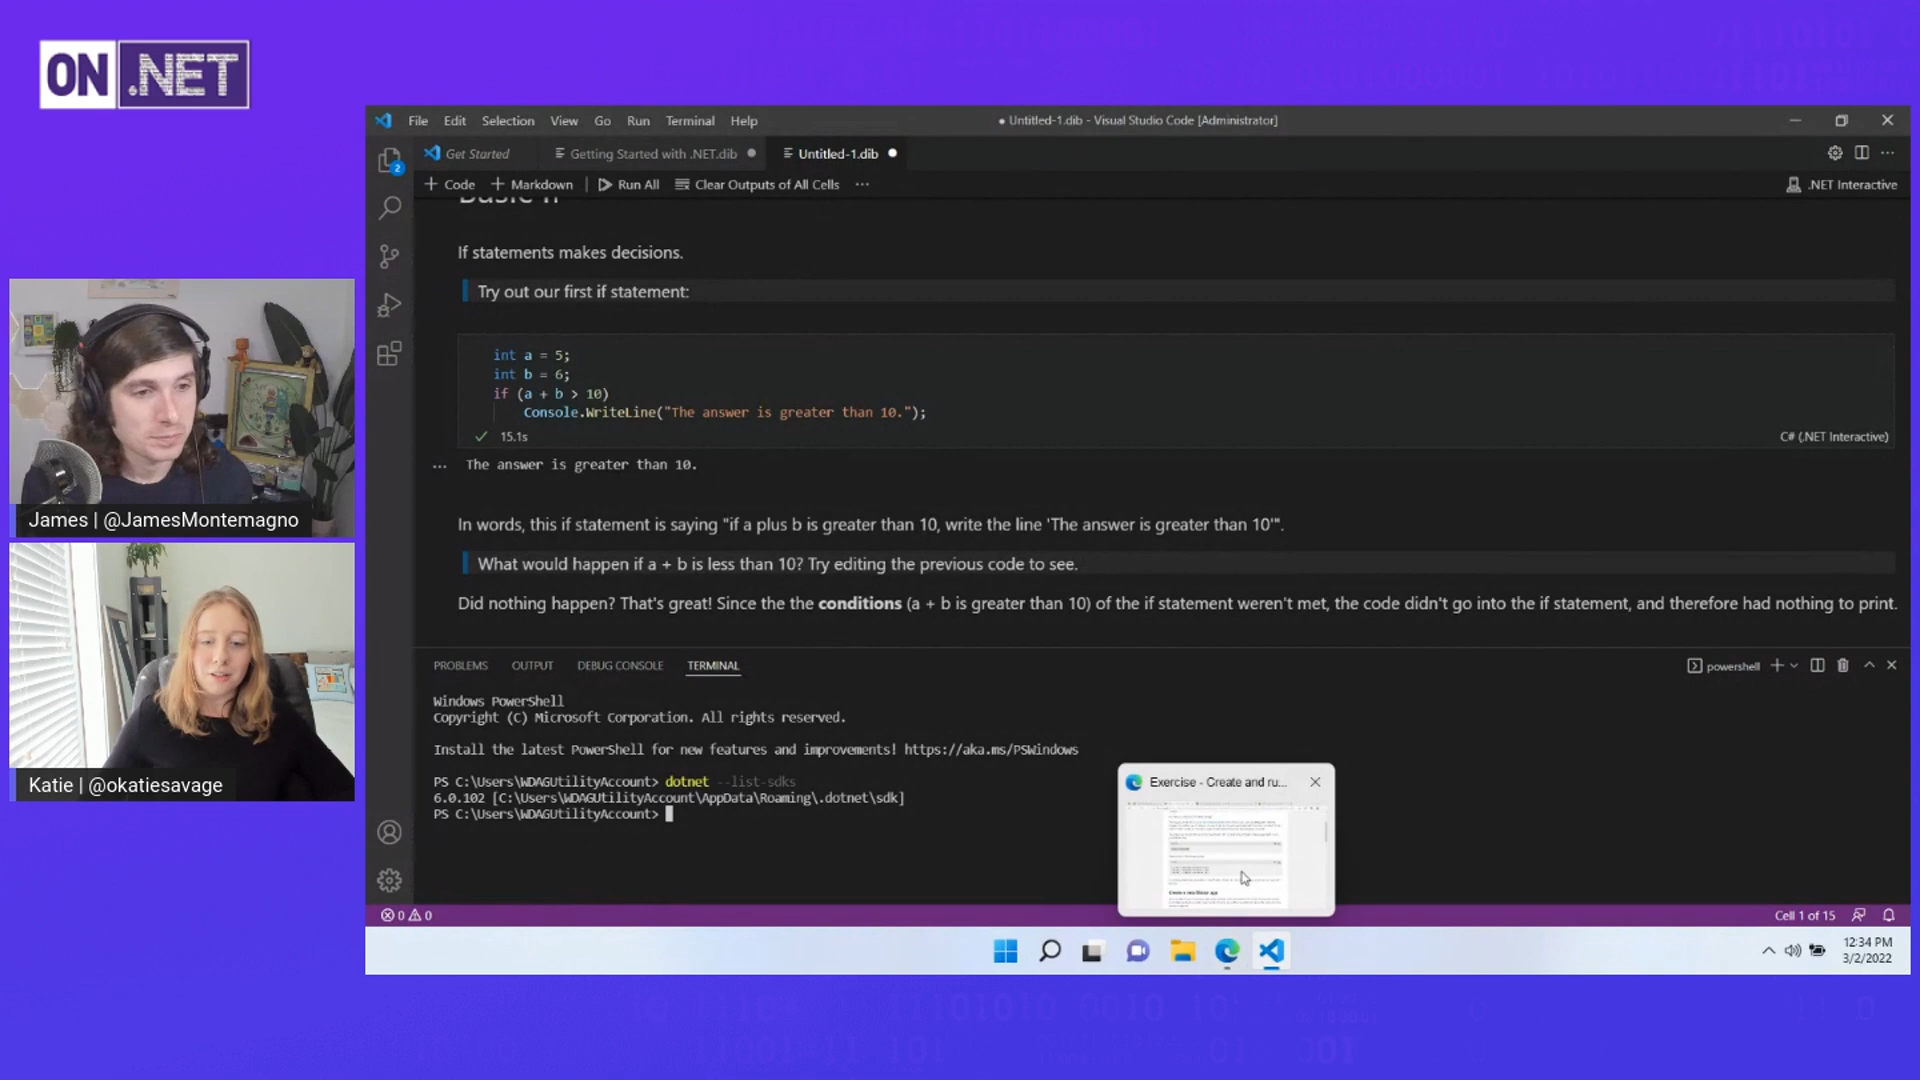 ON .NET
File Edit Selection View Go Run Terminal Help
● Untitled-1.dib - Visual Studio Code [Administrator]
Get Started
Getting Started with .NET.dib
Untitled-1.dib
2
+ Code + Markdown Run All Clear Outputs of All Cells ...
.NET Interactive
Basic if
If statements makes decisions.
Try out our first if statement:
int a = 5;
int b = 6;
if (a + b > 10)
Console.WriteLine("The answer is greater than 10.");
15.1s
C# (.NET Interactive)
... The answer is greater than 10.
In words, this if statement is saying "if a plus b is greater than 10, write the line 'The answer is greater than 10'".
What would happen if a + b is less than 10? Try editing the previous code to see.
Did nothing happen? That's great! Since the the conditions (a + b is greater than 10) of the if statement weren't met, the code didn't go into the if statement, and therefore had nothing to print.
James | @JamesMontemagno
Katie | @okatiesavage
PROBLEMS OUTPUT DEBUG CONSOLE TERMINAL
powershell
Windows PowerShell
Copyright (C) Microsoft Corporation. All rights reserved.
Install the latest PowerShell for new features and improvements! https://aka.ms/PSWindows
PS C:\Users\WDAGUtilityAccount> dotnet --list-sdks
6.0.102 [C:\Users\WDAGUtilityAccount\AppData\Roaming\.dotnet\sdk]
PS C:\Users\WDAGUtilityAccount>
Exercise - Create and ru...
0 0
Cell 1 of 15
12:34 PM
3/2/2022